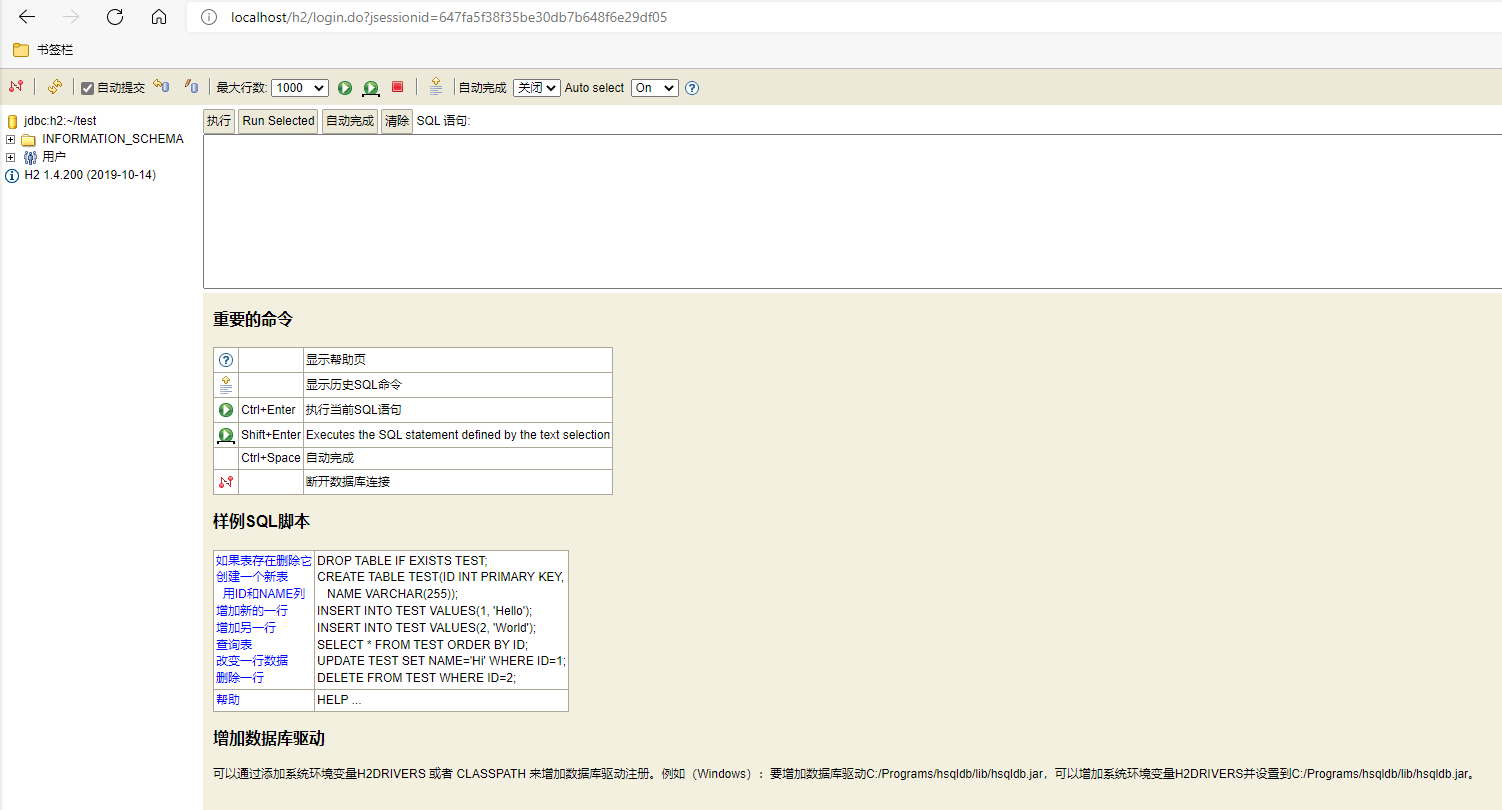 localhost/h2/login.do?jsessionid=647fa5f38f35be30db7b648f6e29df05
书签栏
自动提交 最大行数: 1000 自动完成 关闭 Auto select On
jdbc:h2:~/test
INFORMATION_SCHEMA
用户
H2 1.4.200 (2019-10-14)
执行 Run Selected 自动完成 清除 SQL 语句:
重要的命令
显示帮助页
显示历史SQL命令
Ctrl+Enter 执行当前SQL语句
Shift+Enter Executes the SQL statement defined by the text selection
Ctrl+Space 自动完成
断开数据库连接
样例SQL脚本
如果表存在删除它 DROP TABLE IF EXISTS TEST;
创建一个新表 CREATE TABLE TEST(ID INT PRIMARY KEY,
用ID和NAME列 NAME VARCHAR(255));
增加新的一行 INSERT INTO TEST VALUES(1, 'Hello');
增加另一行 INSERT INTO TEST VALUES(2, 'World');
查询表 SELECT * FROM TEST ORDER BY ID;
改变一行数据 UPDATE TEST SET NAME='Hi' WHERE ID=1;
删除一行 DELETE FROM TEST WHERE ID=2;
帮助 HELP ...
增加数据库驱动
可以通过添加系统环境变量H2DRIVERS 或者 CLASSPATH 来增加数据库驱动注册。例如（Windows）：要增加数据库驱动C:/Programs/hsqldb/lib/hsqldb.jar，可以增加系统环境变量H2DRIVERS并设置到C:/Programs/hsqldb/lib/hsqldb.jar。